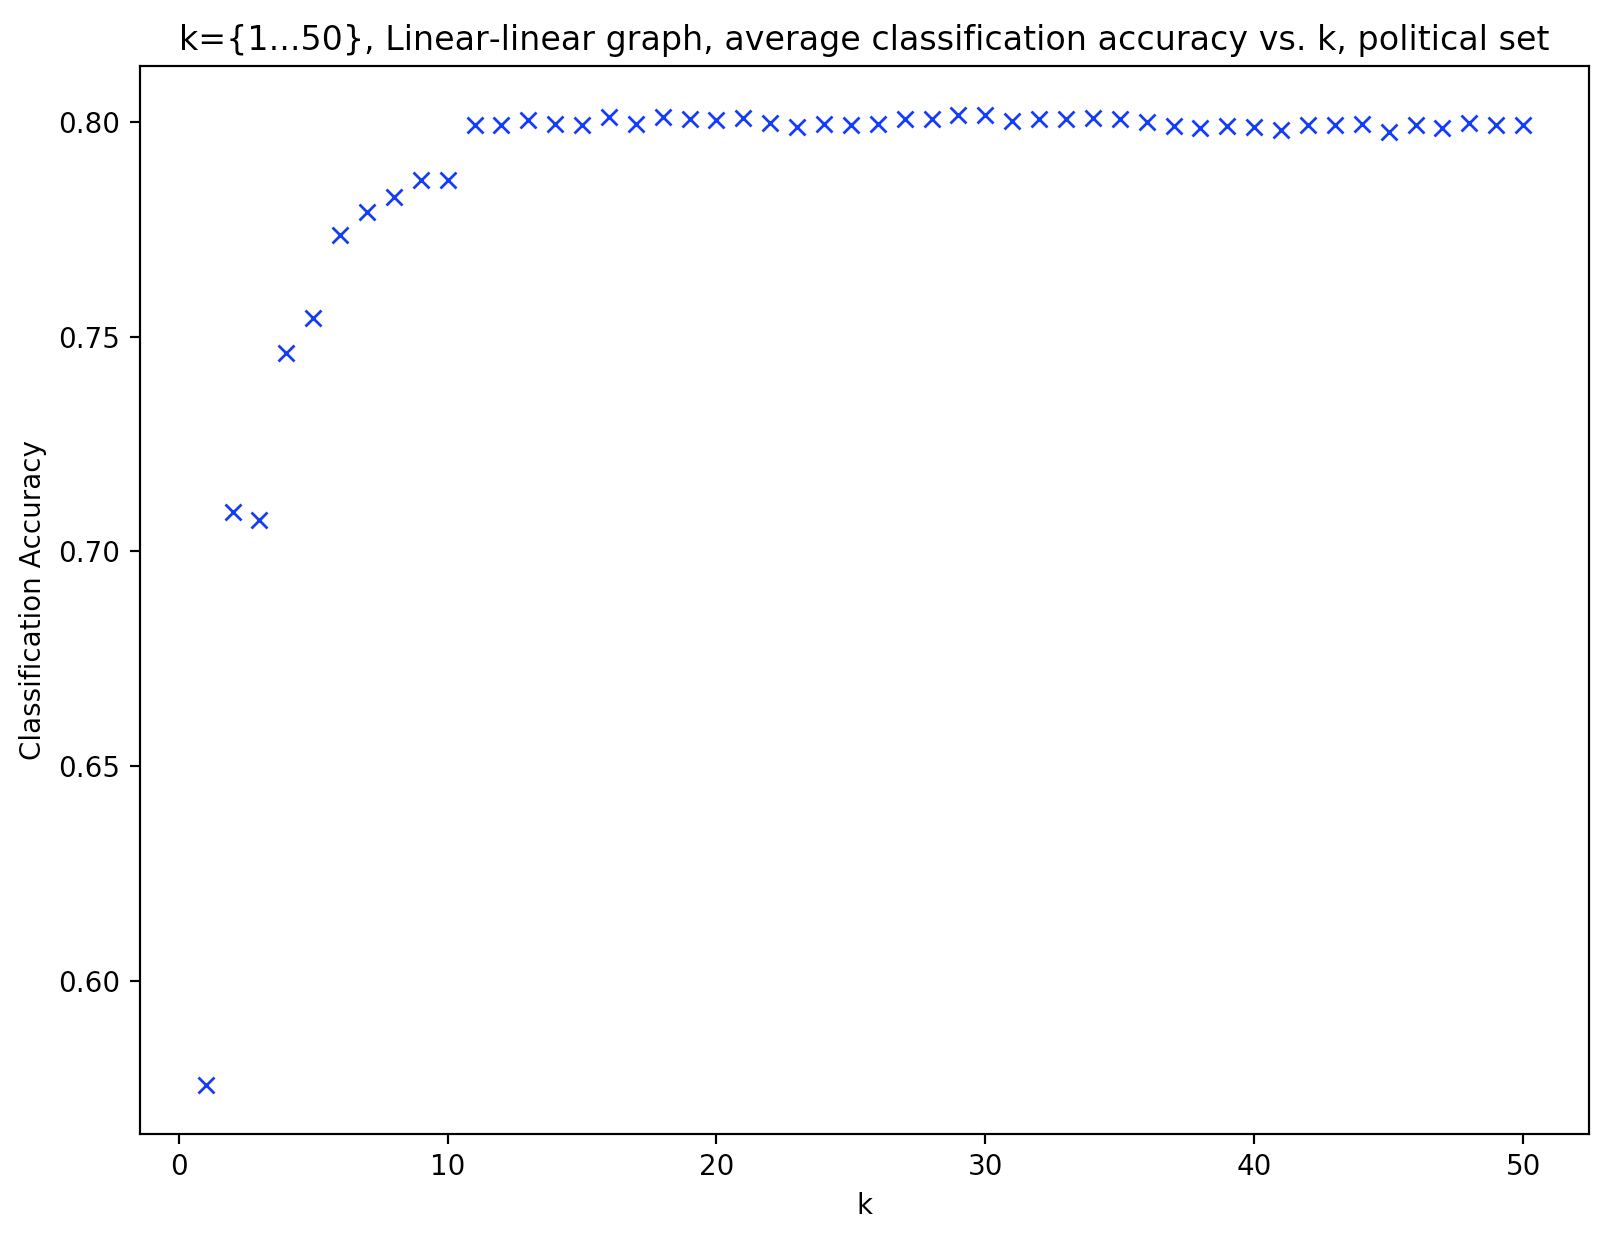 k={1...50}, Linear-linear graph, average classification accuracy vs. k, political set
0.80
0.75
0.70
0.65
0.60
Classification Accuracy
0 10 20 30 40 50
k